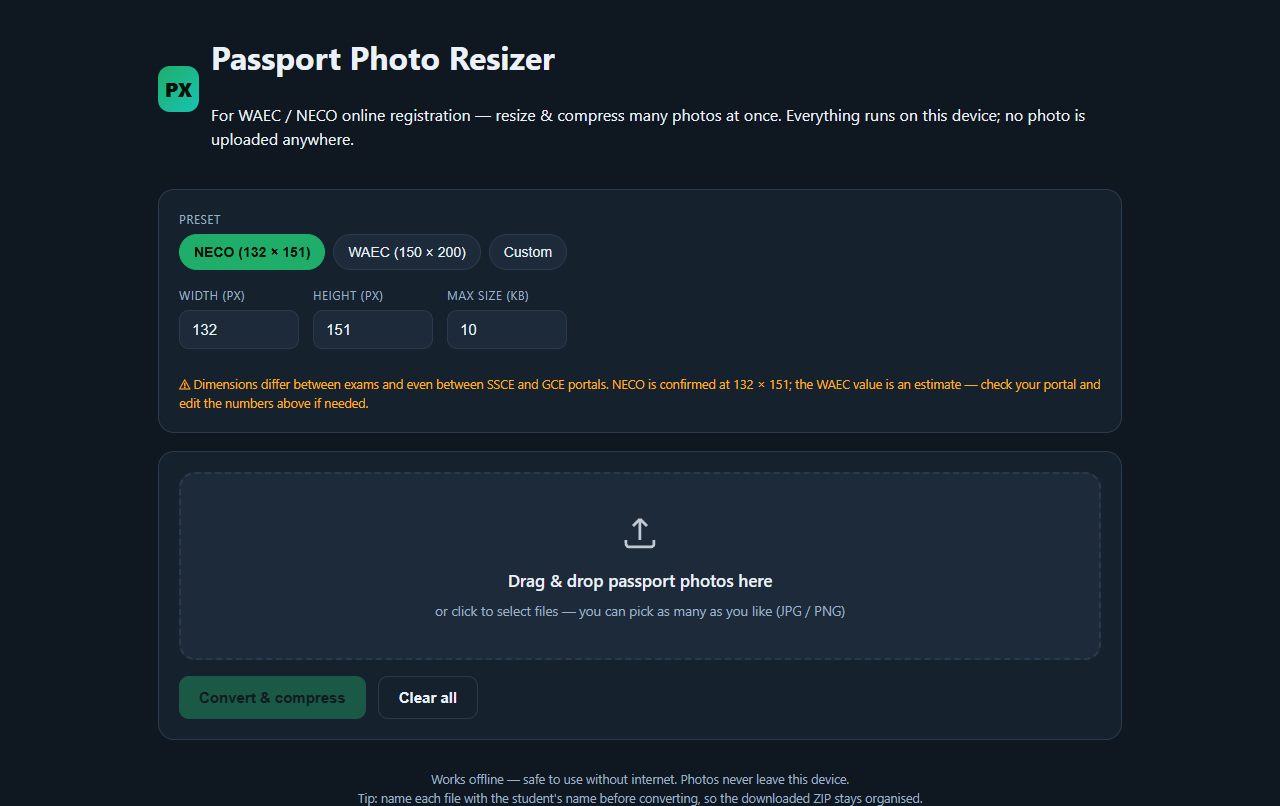 PX
Passport Photo Resizer
For WAEC / NECO online registration — resize & compress many photos at once. Everything runs on this device; no photo is
uploaded anywhere.
PRESET
NECO (132 × 151)
WAEC (150 × 200)
Custom
WIDTH (PX)
HEIGHT (PX)
MAX SIZE (KB)
132
151
10
⚠ Dimensions differ between exams and even between SSCE and GCE portals. NECO is confirmed at 132 × 151; the WAEC value is an estimate — check your portal and
edit the numbers above if needed.
Drag & drop passport photos here
or click to select files — you can pick as many as you like (JPG / PNG)
Convert & compress
Clear all
Works offline — safe to use without internet. Photos never leave this device.
Tip: name each file with the student's name before converting, so the downloaded ZIP stays organised.